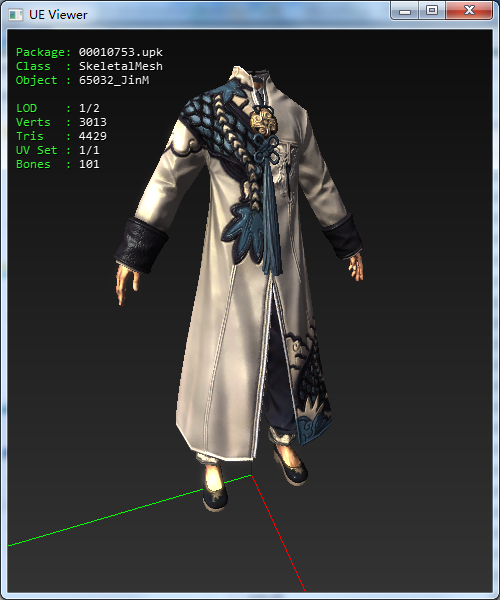 UE Viewer
Package: 00010753.upk
Class : SkeletalMesh
Object : 65032_JinM
LOD : 1/2
Verts : 3013
Tris : 4429
UV Set : 1/1
Bones : 101